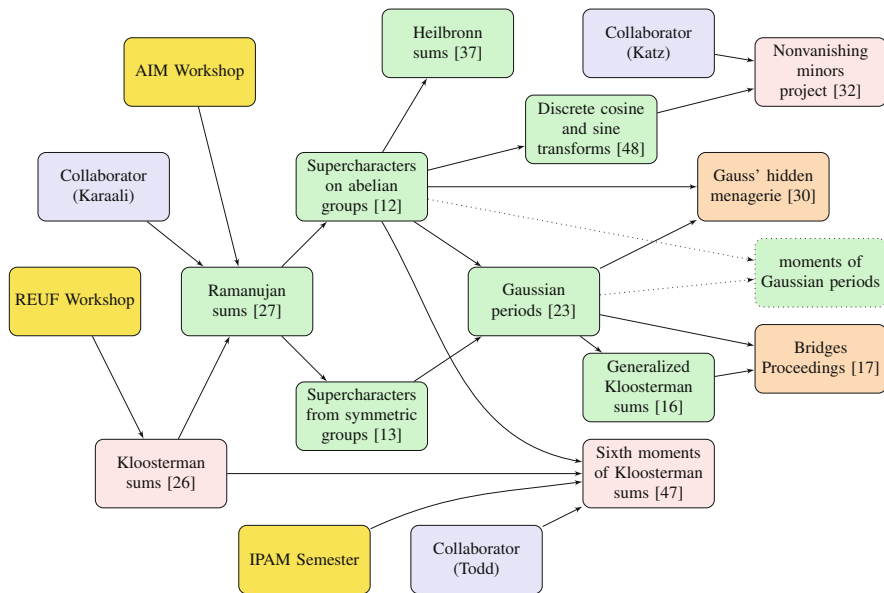 Heilbronn
sums [37]
Collaborator
(Katz)
Nonvanishing
minors
project [32]
AIM Workshop
Discrete cosine
and sine
transforms [48]
Collaborator
(Karaali)
Supercharacters
on abelian
groups [12]
Gauss' hidden
menagerie [30]
moments of
Gaussian periods
REUF Workshop
Ramanujan
sums [27]
Gaussian
periods [23]
Bridges
Proceedings [17]
Generalized
Kloosterman
sums [16]
Supercharacters
from symmetric
groups [13]
Kloosterman
sums [26]
Sixth moments
of Kloosterman
sums [47]
IPAM Semester
Collaborator
(Todd)